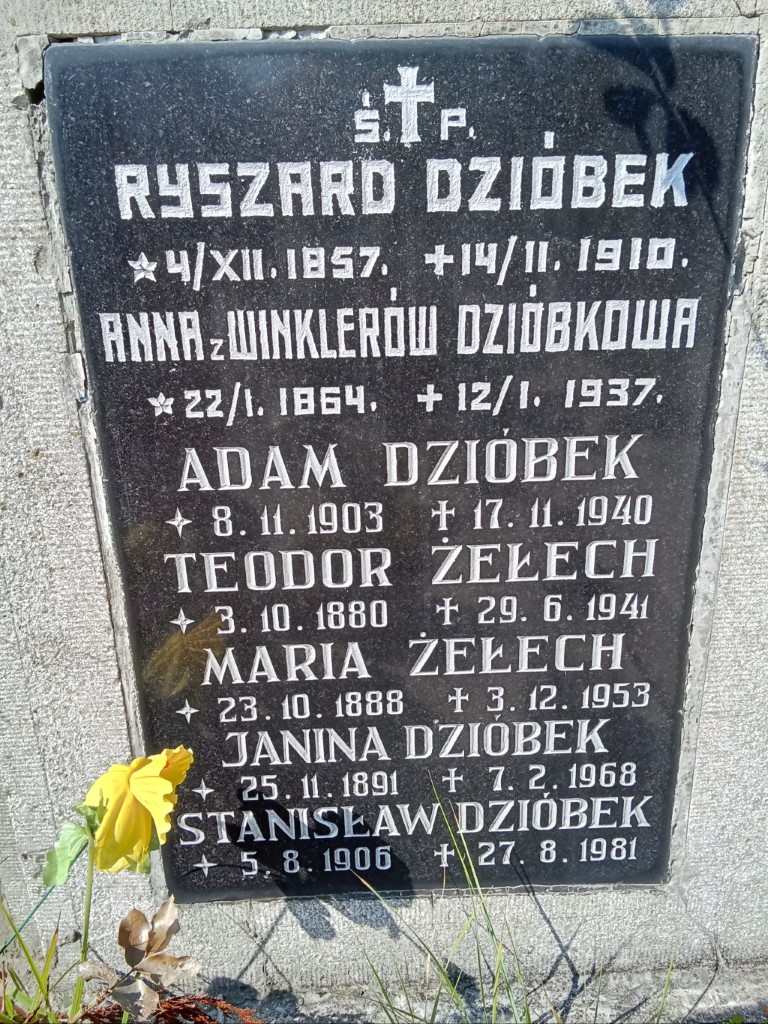 Ś. P.
RYSZARD DZIÓBEK
4/XII.1857. 14/II. 1910.
ANNA z WINKLERÓW DZIÓBKOWA
22/I. 1864. 12/I. 1937.
ADAM DZIÓBEK
8.11.1903 17.11.1940
TEODOR ŻEŁECH
3.10.1880 29.6.1941
MARIA ŻEŁECH
23.10.1888 3.12.1953
JANINA DZIÓBEK
25.11.1891 7.2.1968
STANISŁAW DZIÓBEK
5.8.1906 27.8.1981